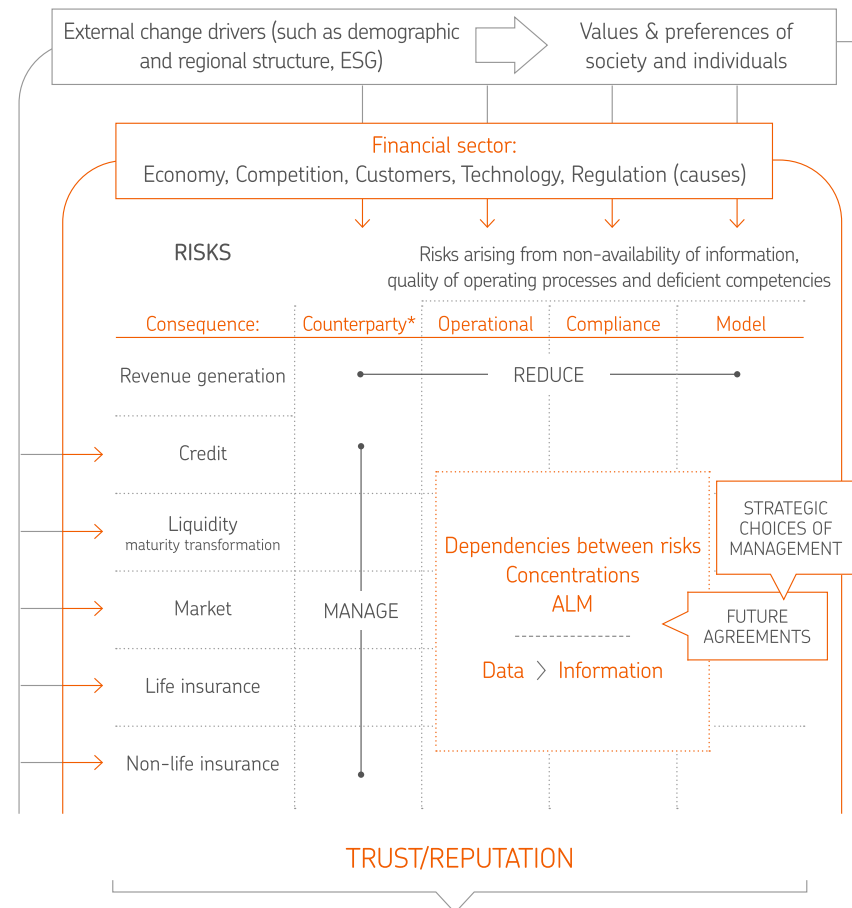 External change drivers (such as demographic
and regional structure, ESG)
Values & preferences of
society and individuals
Financial sector:
Economy, Competition, Customers, Technology, Regulation (causes)
RISKS
Risks arising from non-availability of information,
quality of operating processes and deficient competencies
Consequence: Counterparty* Operational Compliance Model
Revenue generation
REDUCE
Credit
Liquidity
maturity transformation
Market
MANAGE
Life insurance
Non-life insurance
Dependencies between risks
Concentrations
ALM
Data > Information
STRATEGIC
CHOICES OF
MANAGEMENT
FUTURE
AGREEMENTS
TRUST/REPUTATION